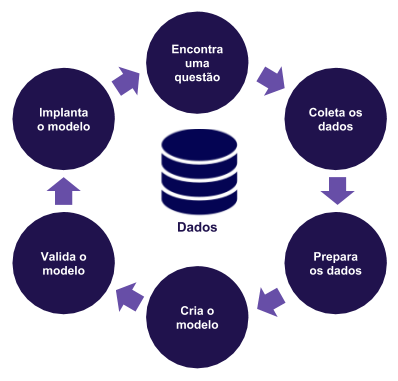 Encontra
uma
questão
Coleta os
dados
Prepara
os dados
Cria o
modelo
Valida o
modelo
Implanta
o modelo
Dados